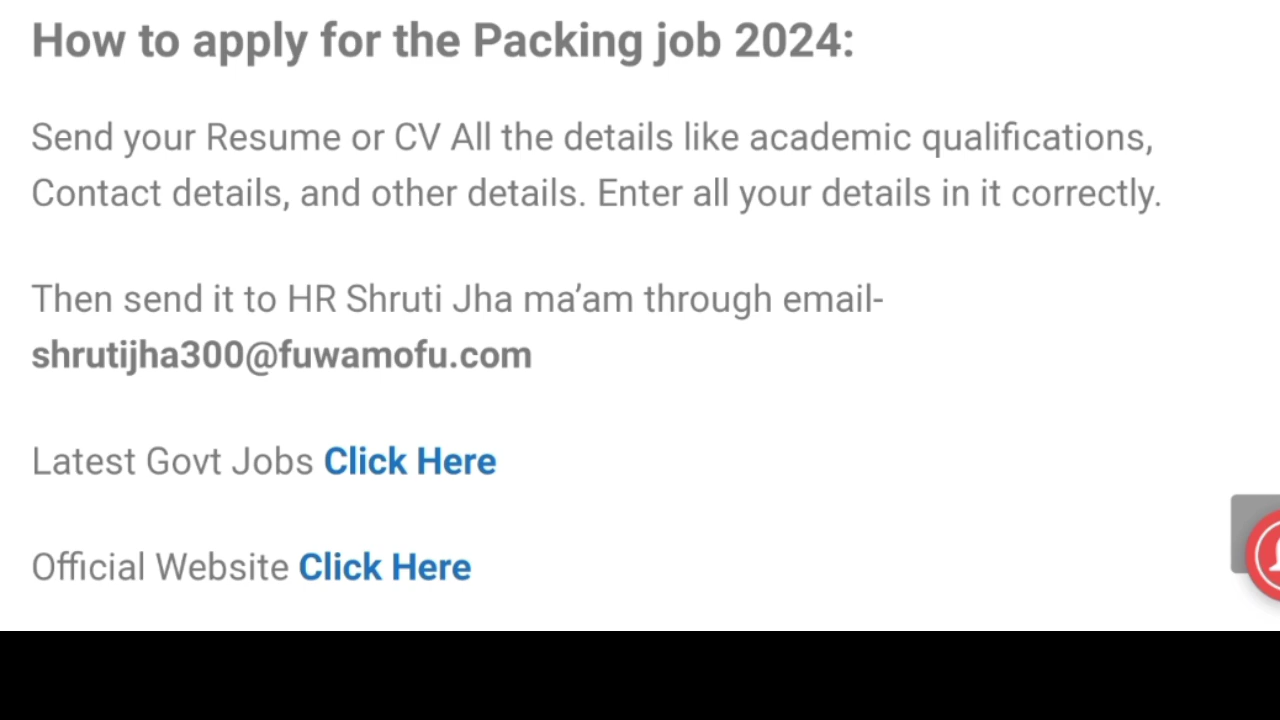 How to apply for the Packing job 2024:
Send your Resume or CV All the details like academic qualifications,
Contact details, and other details. Enter all your details in it correctly.
Then send it to HR Shruti Jha ma’am through email-
shrutijha300@fuwamofu.com
Latest Govt Jobs Click Here
Official Website Click Here